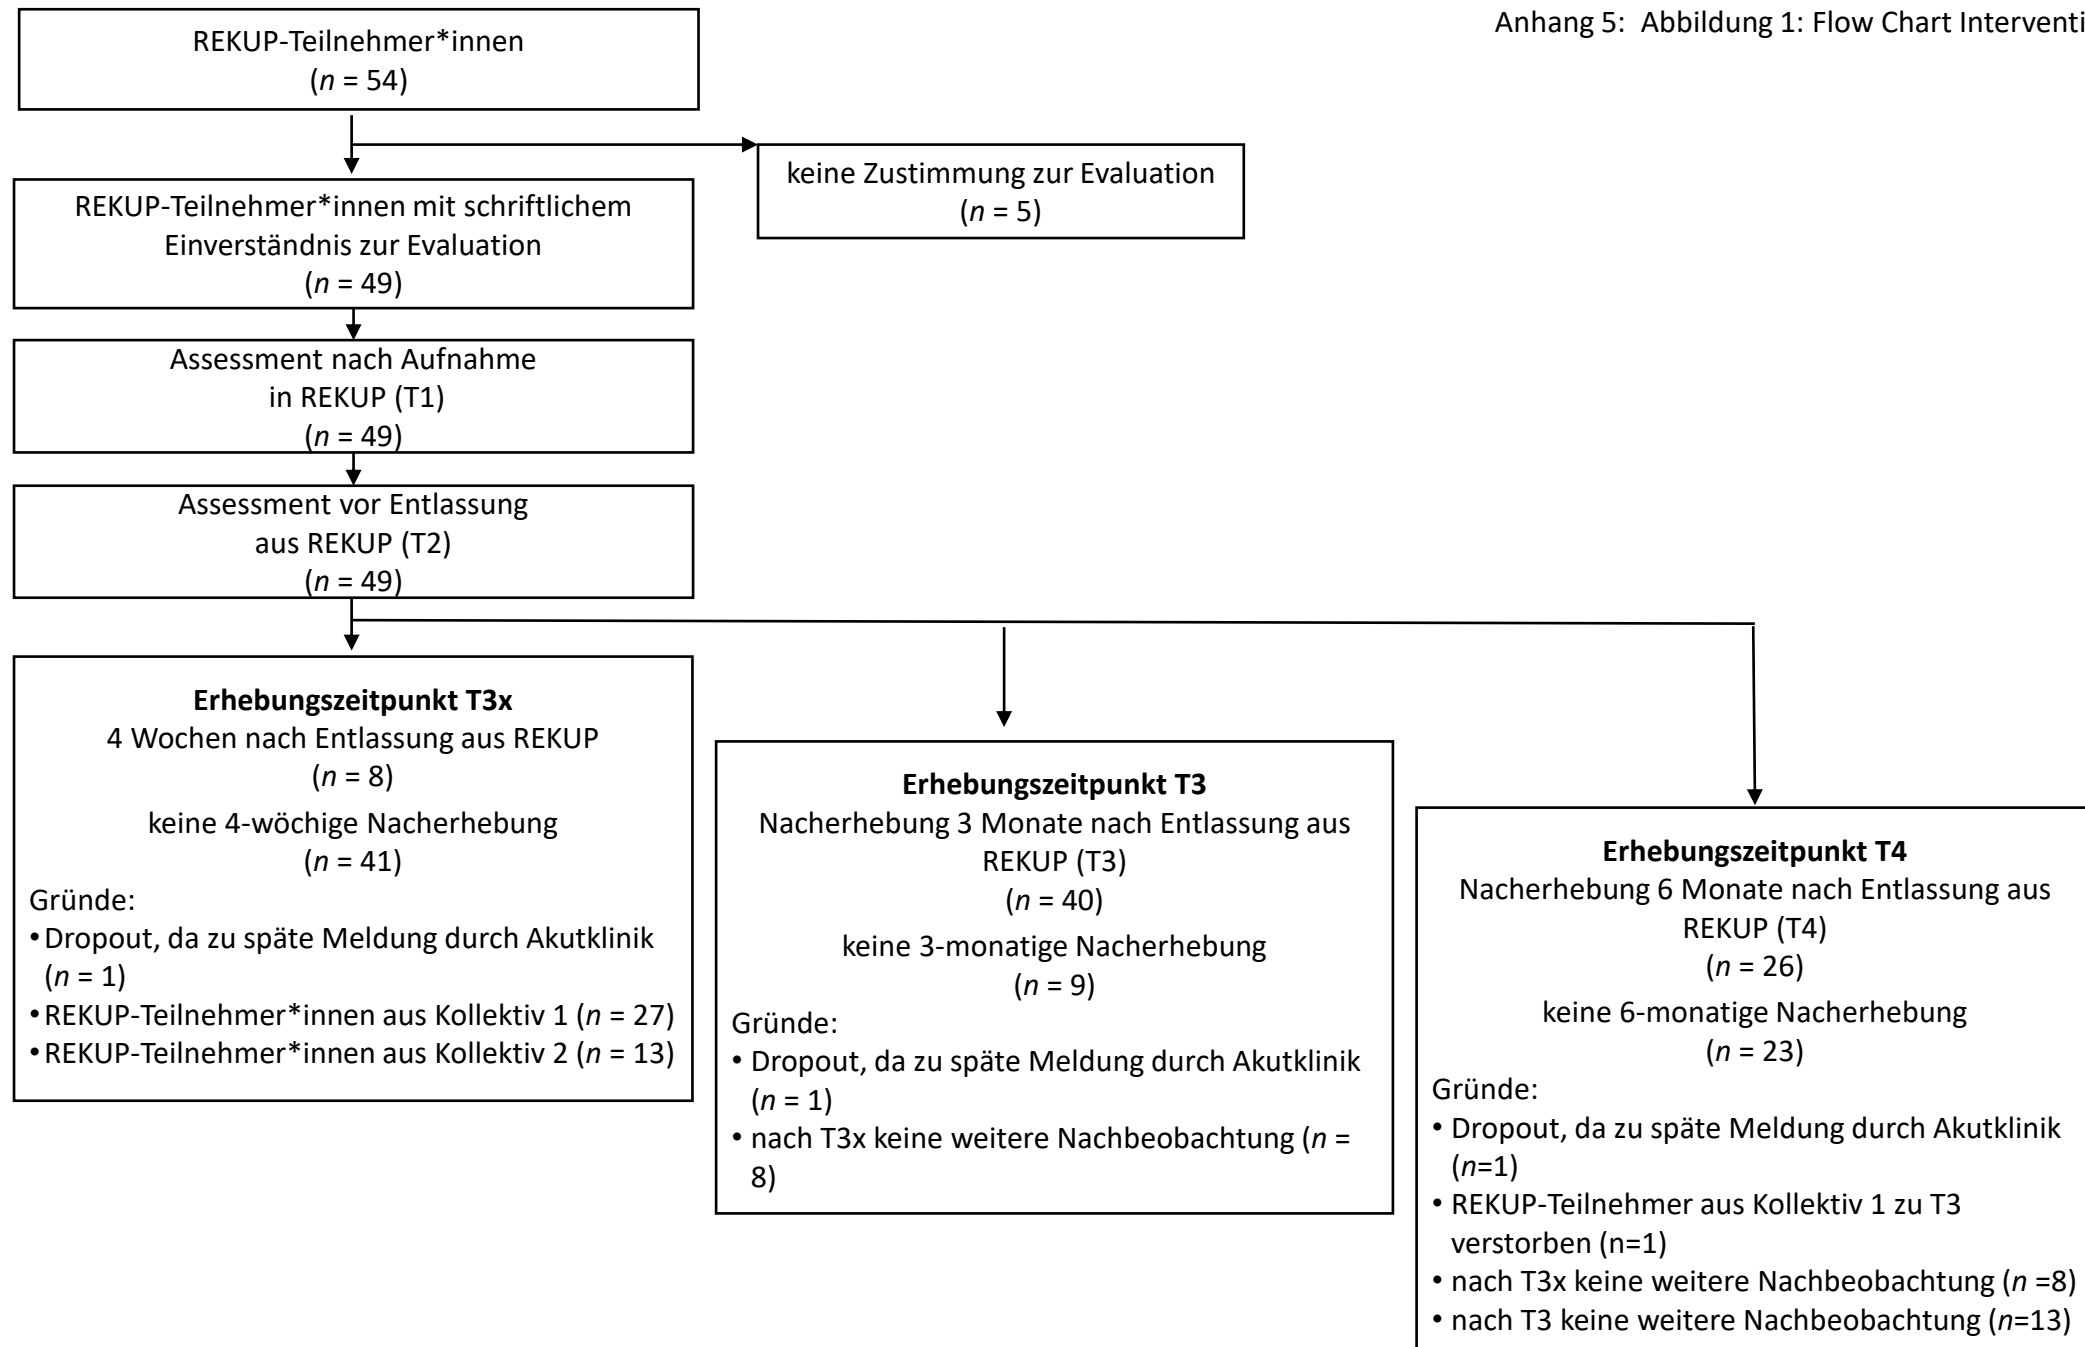 Anhang 5: Abbildung 1: Flow Chart Interventi
REKUP-Teilnehmer*innen
(n = 54)
keine Zustimmung zur Evaluation
(n = 5)
REKUP-Teilnehmer*innen mit schriftlichem
Einverständnis zur Evaluation
(n = 49)
Assessment nach Aufnahme
in REKUP (T1)
(n = 49)
Assessment vor Entlassung
aus REKUP (T2)
(n = 49)
Erhebungszeitpunkt T3x
4 Wochen nach Entlassung aus REKUP
(n = 8)
keine 4-wöchige Nacherhebung
(n = 41)
Gründe:
• Dropout, da zu späte Meldung durch Akutklinik
(n = 1)
• REKUP-Teilnehmer*innen aus Kollektiv 1 (n = 27)
• REKUP-Teilnehmer*innen aus Kollektiv 2 (n = 13)
Erhebungszeitpunkt T3
Nacherhebung 3 Monate nach Entlassung aus
REKUP (T3)
(n = 40)
keine 3-monatige Nacherhebung
(n = 9)
Gründe:
• Dropout, da zu späte Meldung durch Akutklinik
(n = 1)
• nach T3x keine weitere Nachbeobachtung (n =
8)
Erhebungszeitpunkt T4
Nacherhebung 6 Monate nach Entlassung aus
REKUP (T4)
(n = 26)
keine 6-monatige Nacherhebung
(n = 23)
Gründe:
• Dropout, da zu späte Meldung durch Akutklinik
(n=1)
• REKUP-Teilnehmer aus Kollektiv 1 zu T3
verstorben (n=1)
• nach T3x keine weitere Nachbeobachtung (n =8)
• nach T3 keine weitere Nachbeobachtung (n=13)